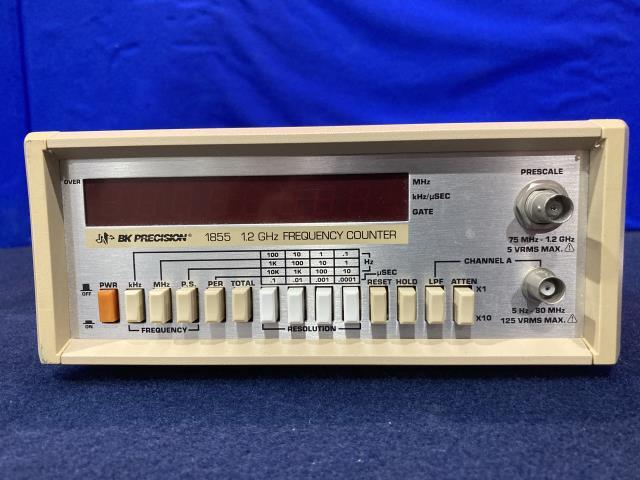 OVER
MHz
kHz/µSEC
GATE
PRESCALE
75 MHz - 1.2 GHz
5 VRMS MAX.
BK PRECISION® 1855 1.2 GHz FREQUENCY COUNTER
100 10 1 .1
1K 100 10 1
10K 1K 100 10
.1 .01 .001 .0001
Hz
µSEC
CHANNEL A
OFF
ON
PWR kHz MHz P.S. PER TOTAL
RESET HOLD LPF ATTEN
X1
X10
FREQUENCY
RESOLUTION
5 Hz - 80 MHz
125 VRMS MAX.